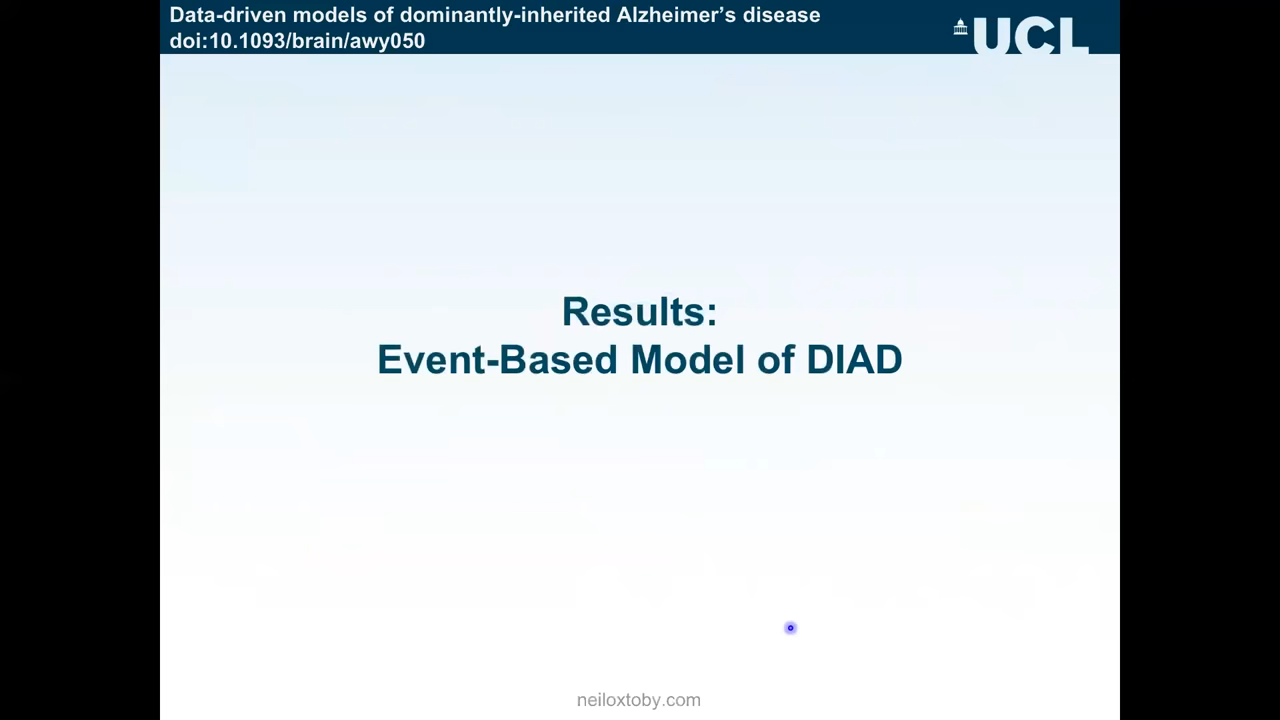 Data-driven models of dominantly-inherited Alzheimer’s disease
doi:10.1093/brain/awy050
UCL
Results:
Event-Based Model of DIAD
neiloxtoby.com